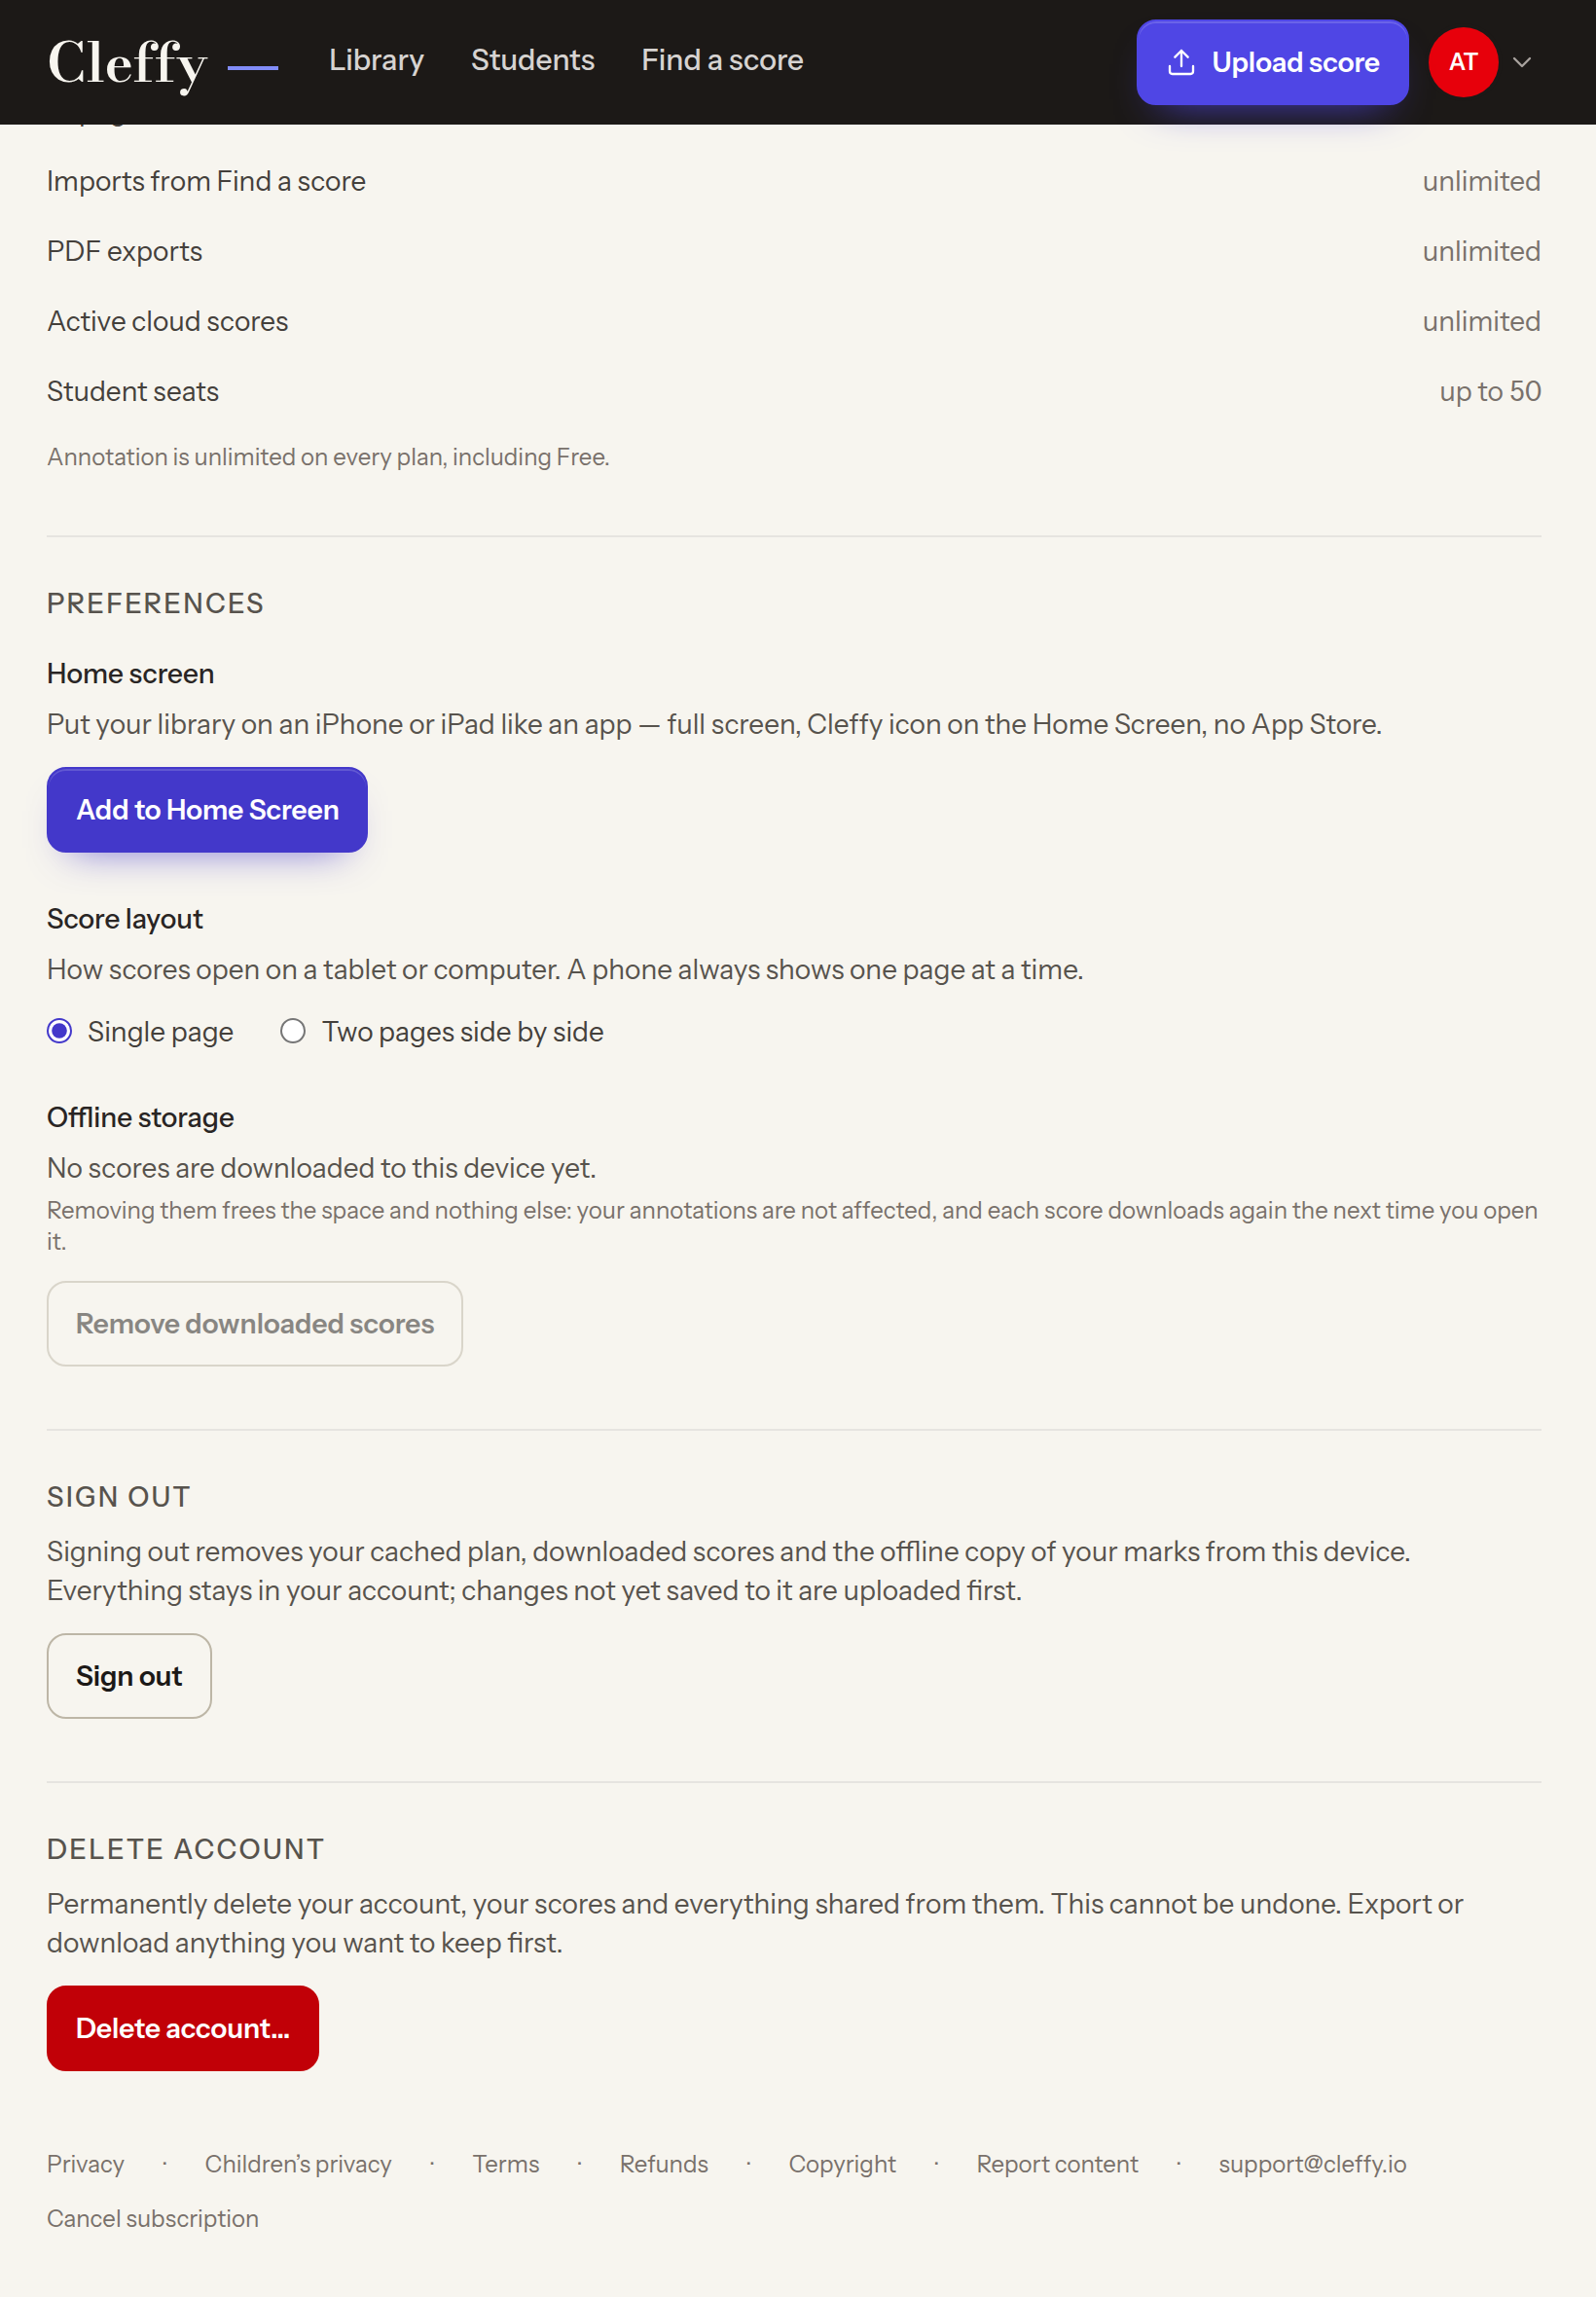 Cleffy
Library
Students
Find a score
Upload score
AT
Imports from Find a score
unlimited
PDF exports
unlimited
Active cloud scores
unlimited
Student seats
up to 50
Annotation is unlimited on every plan, including Free.
PREFERENCES
Home screen
Put your library on an iPhone or iPad like an app — full screen, Cleffy icon on the Home Screen, no App Store.
Add to Home Screen
Score layout
How scores open on a tablet or computer. A phone always shows one page at a time.
Single page
Two pages side by side
Offline storage
No scores are downloaded to this device yet.
Removing them frees the space and nothing else: your annotations are not affected, and each score downloads again the next time you open
it.
Remove downloaded scores
SIGN OUT
Signing out removes your cached plan, downloaded scores and the offline copy of your marks from this device.
Everything stays in your account; changes not yet saved to it are uploaded first.
Sign out
DELETE ACCOUNT
Permanently delete your account, your scores and everything shared from them. This cannot be undone. Export or
download anything you want to keep first.
Delete account...
Privacy · Children’s privacy · Terms · Refunds · Copyright · Report content · support@cleffy.io
Cancel subscription